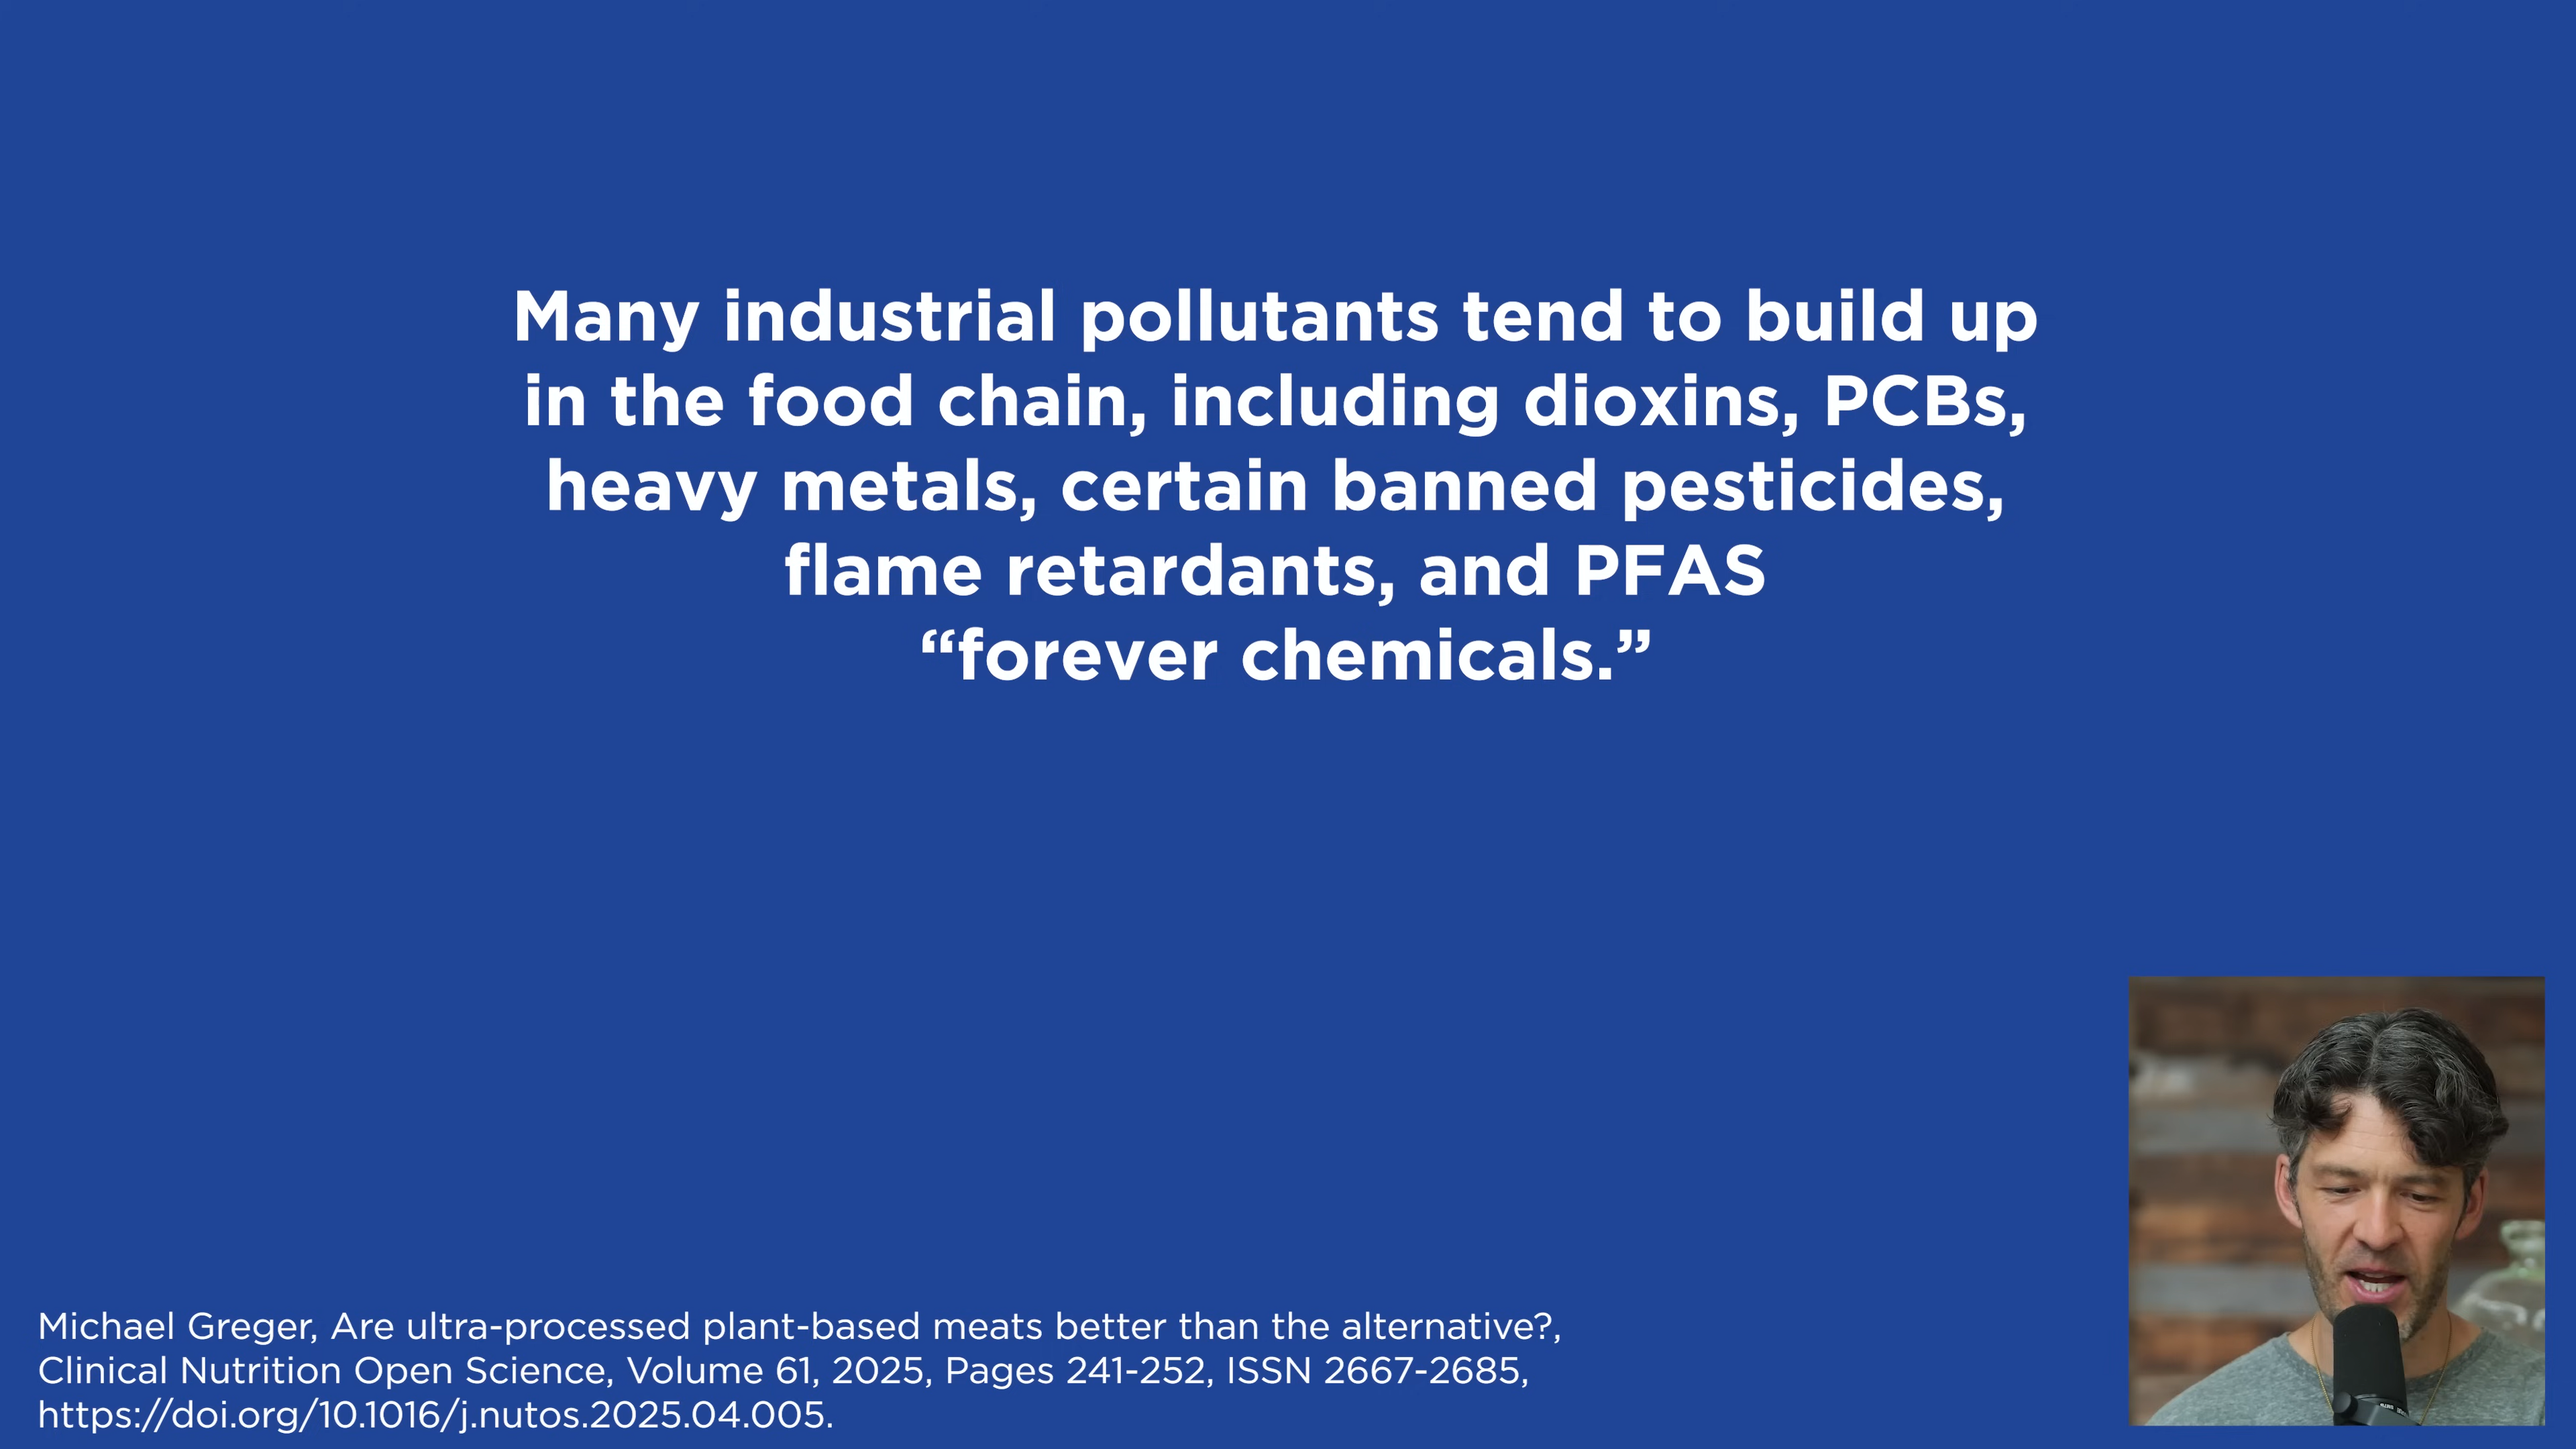 Many industrial pollutants tend to build up
in the food chain, including dioxins, PCBs,
heavy metals, certain banned pesticides,
flame retardants, and PFAS
“forever chemicals.”
Michael Greger, Are ultra-processed plant-based meats better than the alternative?,
Clinical Nutrition Open Science, Volume 61, 2025, Pages 241-252, ISSN 2667-2685,
https://doi.org/10.1016/j.nutos.2025.04.005.